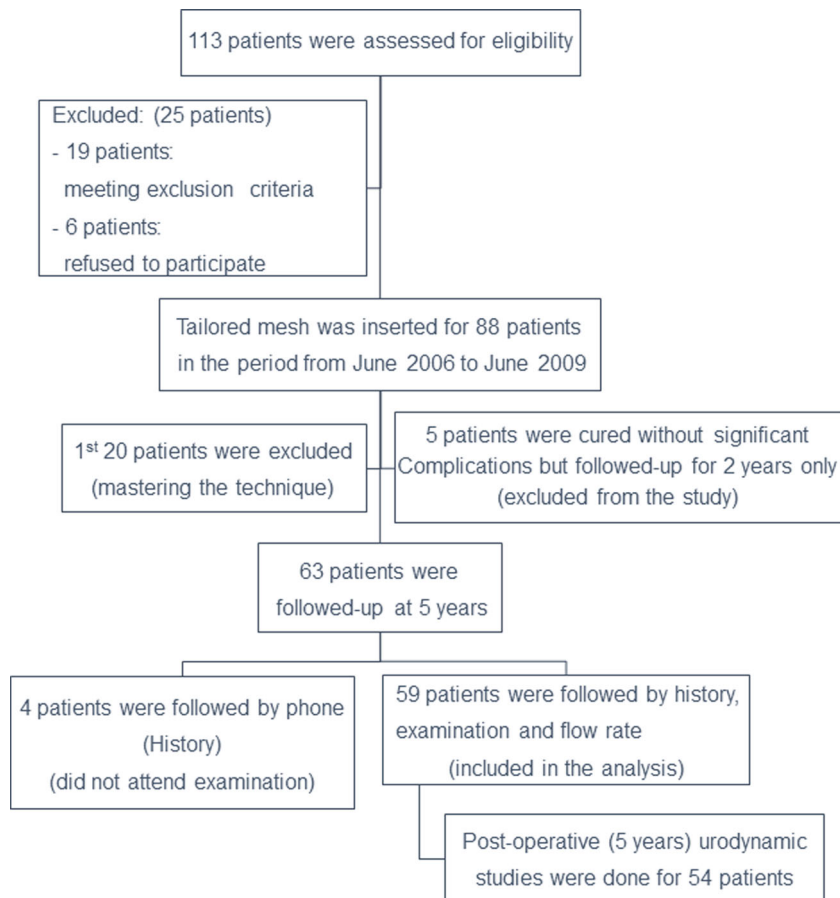 113 patients were assessed for eligibility
Excluded: (25 patients)
- 19 patients:
meeting exclusion criteria
- 6 patients:
refused to participate
Tailored mesh was inserted for 88 patients
in the period from June 2006 to June 2009
1st 20 patients were excluded
(mastering the technique)
5 patients were cured without significant
Complications but followed-up for 2 years only
(excluded from the study)
63 patients were
followed-up at 5 years
4 patients were followed by phone
(History)
(did not attend examination)
59 patients were followed by history,
examination and flow rate
(included in the analysis)
Post-operative (5 years) urodynamic
studies were done for 54 patients